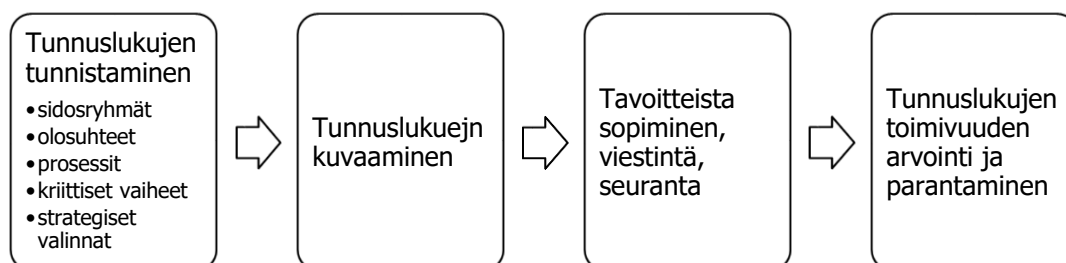 Tunnuslukujen
tunnistaminen
•sidosryhmät
•olosuhteet
•prosessit
•kriittiset vaiheet
•strategiset
valinnat
Tunnuslukuejn
kuvaaminen
Tavoitteista
sopiminen,
viestintä,
seuranta
Tunnuslukujen
toimivuuden
arvointi ja
parantaminen